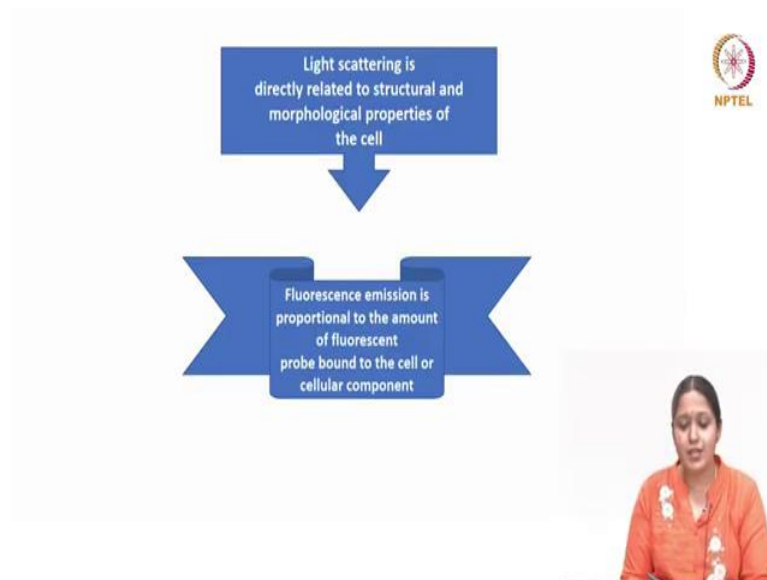 Light scattering is
directly related to structural and
morphological properties of
the cell
NPTEL
Fluorescence emission is
proportional to the amount
of fluorescent
probe bound to the cell or
cellular component